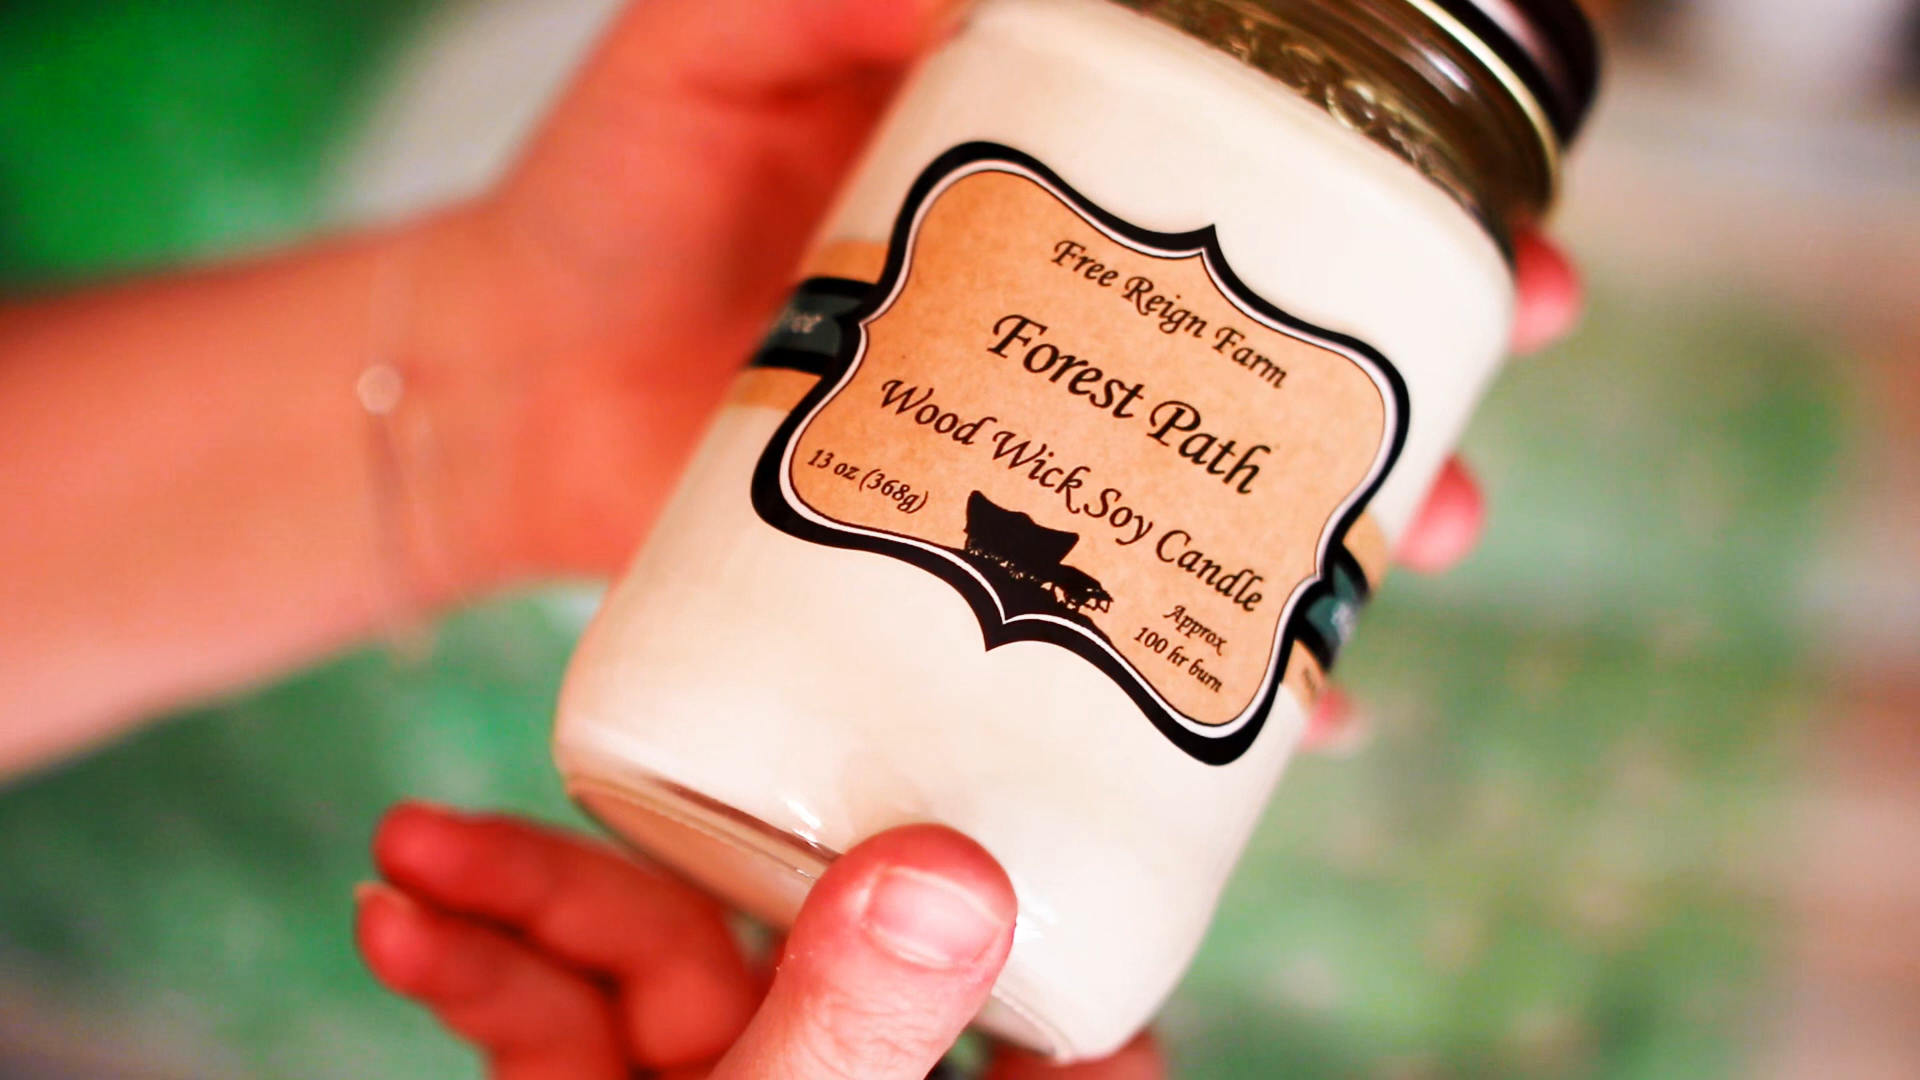 Free Reign Farm
Forest Path
Wood Wick Soy Candle
13 oz (368g)
Approx
100 hr burn